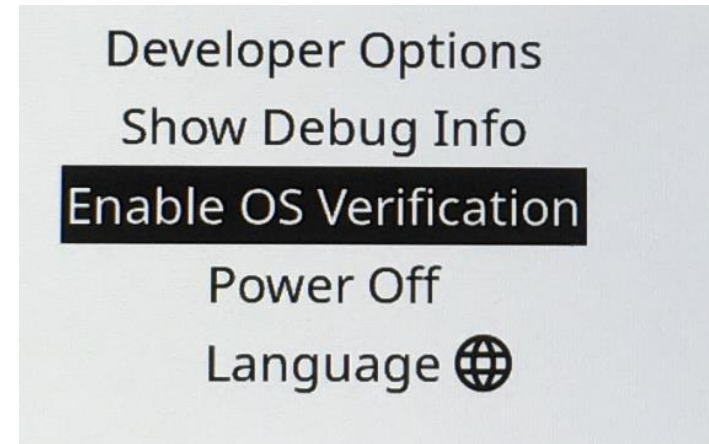 Developer Options
Show Debug Info
Enable OS Verification
Power Off
Language